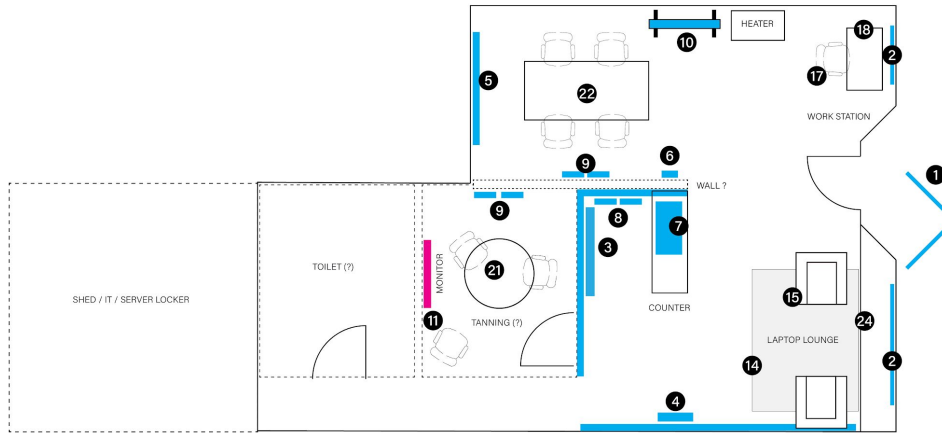 HEATER
18
2
10
5
17
22
WORK STATION
9
6
1
WALL ?
9
8
7
3
TOILET (?)
MONITOR
21
SHED / IT / SERVER LOCKER
15
COUNTER
11
TANNING (?)
24
LAPTOP LOUNGE
14
2
4